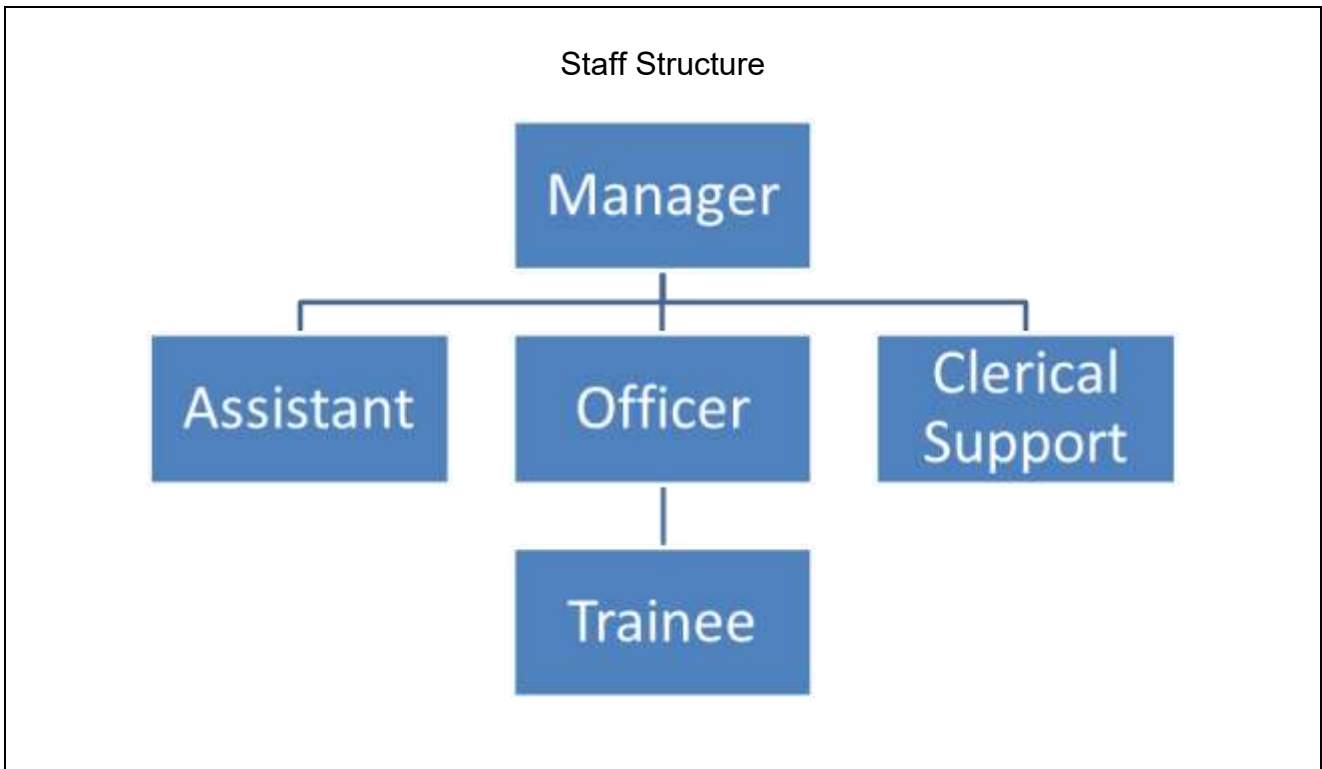 Staff Structure
Manager
Assistant
Officer
Clerical
Support
Trainee